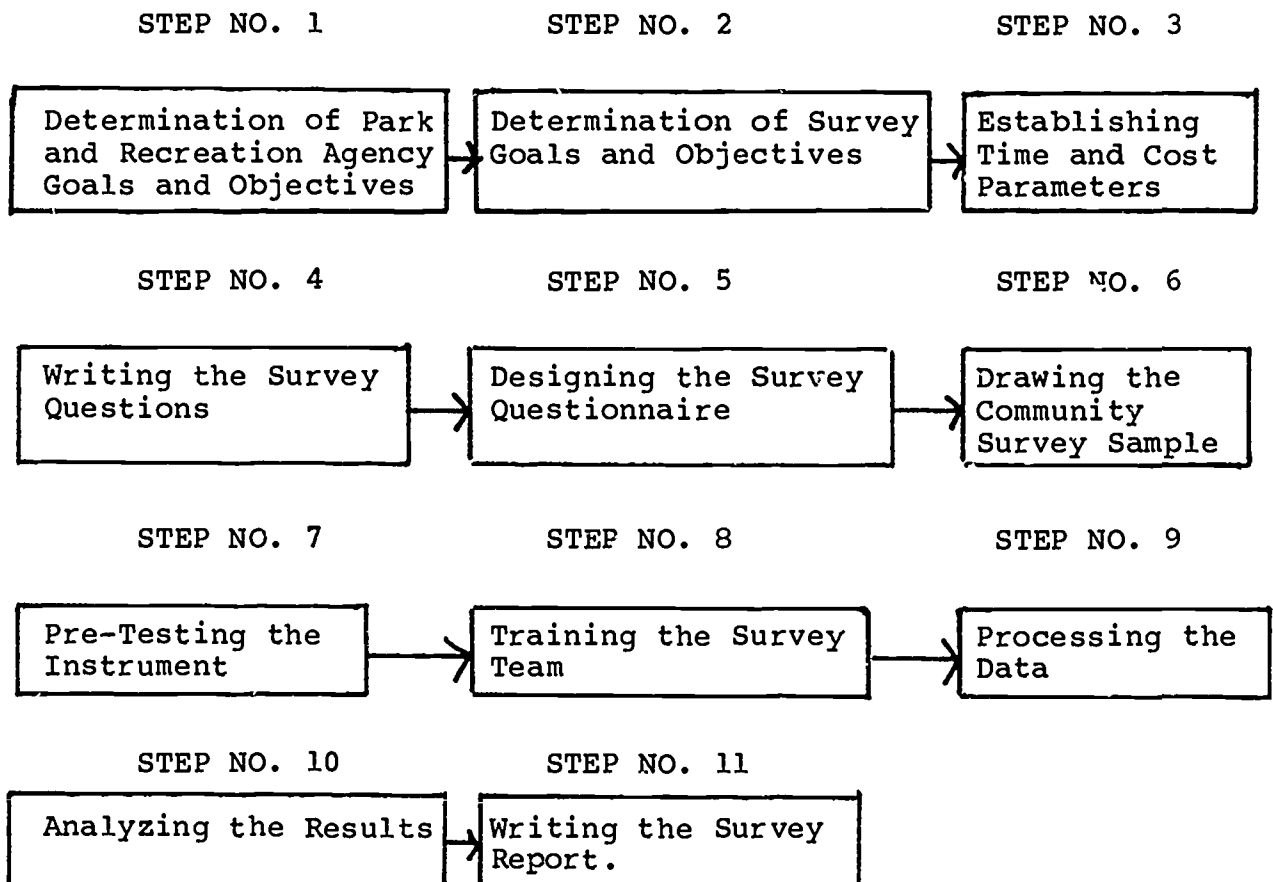 STEP NO. 1
STEP NO. 2
STEP NO. 3
Determination of Park
and Recreation Agency
Goals and Objectives
Determination of Survey
Goals and Objectives
Establishing
Time and Cost
Parameters
STEP NO. 4
STEP NO. 5
STEP NO. 6
Writing the Survey
Questions
Designing the Survey
Questionnaire
Drawing the
Community
Survey Sample
STEP NO. 7
STEP NO. 8
STEP NO. 9
Pre-Testing the
Instrument
Training the Survey
Team
Processing the
Data
STEP NO. 10
STEP NO. 11
Analyzing the Results
Writing the Survey
Report.